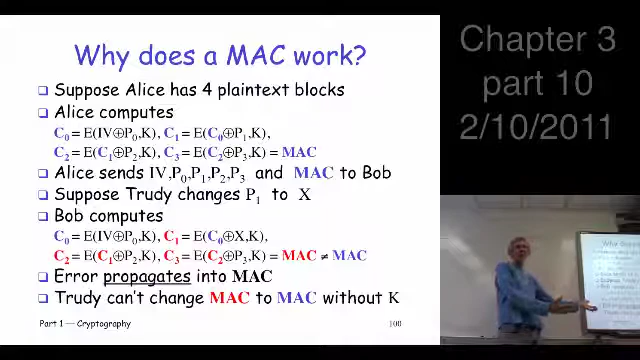 Why does a MAC work?
❑ Suppose Alice has 4 plaintext blocks
❑ Alice computes
C₀ = E(IV⊕P₀,K), C₁ = E(C₀⊕P₁,K),
C₂ = E(C₁⊕P₂,K), C₃ = E(C₂⊕P₃,K) = MAC
❑ Alice sends IV,P₀,P₁,P₂,P₃ and MAC to Bob
❑ Suppose Trudy changes P₁ to X
❑ Bob computes
C₀ = E(IV⊕P₀,K), C₁ = E(C₀⊕X,K),
C₂ = E(C₁⊕P₂,K), C₃ = E(C₂⊕P₃,K) = MAC ≠ MAC
❑ Error propagates into MAC
❑ Trudy can't change MAC to MAC without K
Part 1 — Cryptography
100
Chapter 3
part 10
2/10/2011